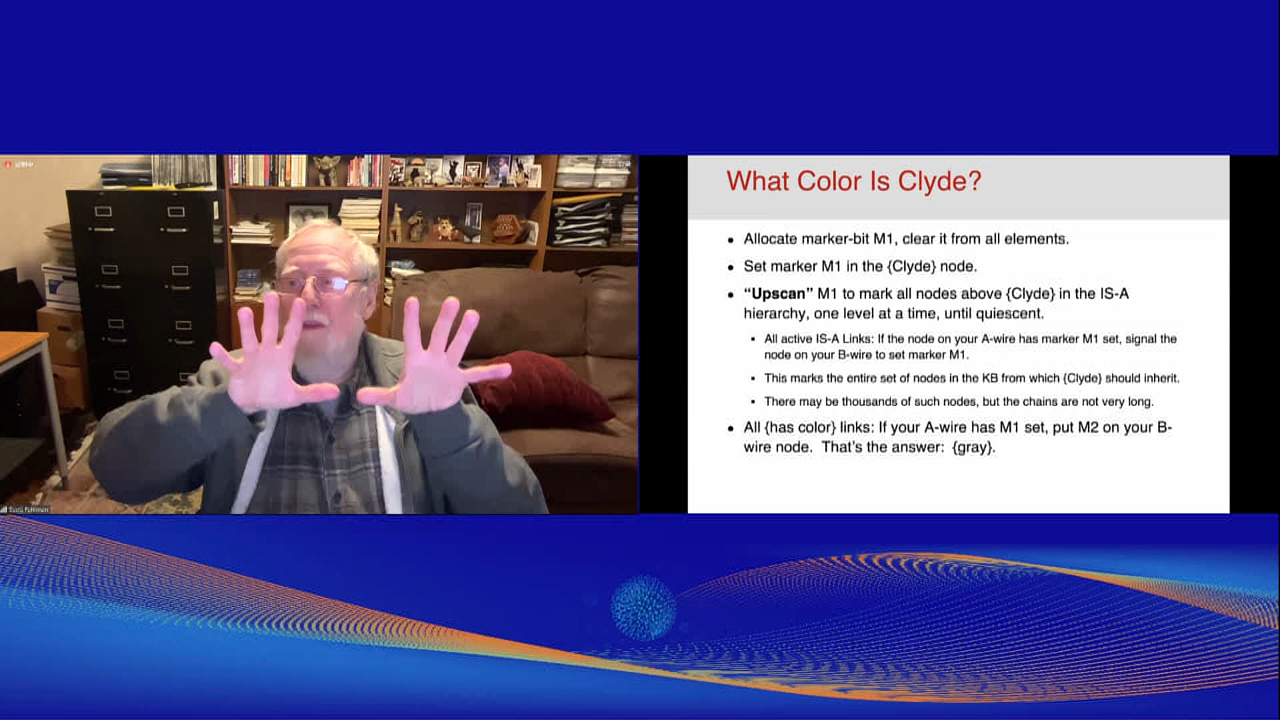 What Color Is Clyde?
• Allocate marker-bit M1, clear it from all elements.
• Set marker M1 in the {Clyde} node.
• “Upscan” M1 to mark all nodes above {Clyde} in the IS-A
hierarchy, one level at a time, until quiescent.
▪ All active IS-A Links: If the node on your A-wire has marker M1 set, signal the
node on your B-wire to set marker M1.
▪ This marks the entire set of nodes in the KB from which {Clyde} should inherit.
▪ There may be thousands of such nodes, but the chains are not very long.
• All {has color} links: If your A-wire has M1 set, put M2 on your B-
wire node. That’s the answer: {gray}.